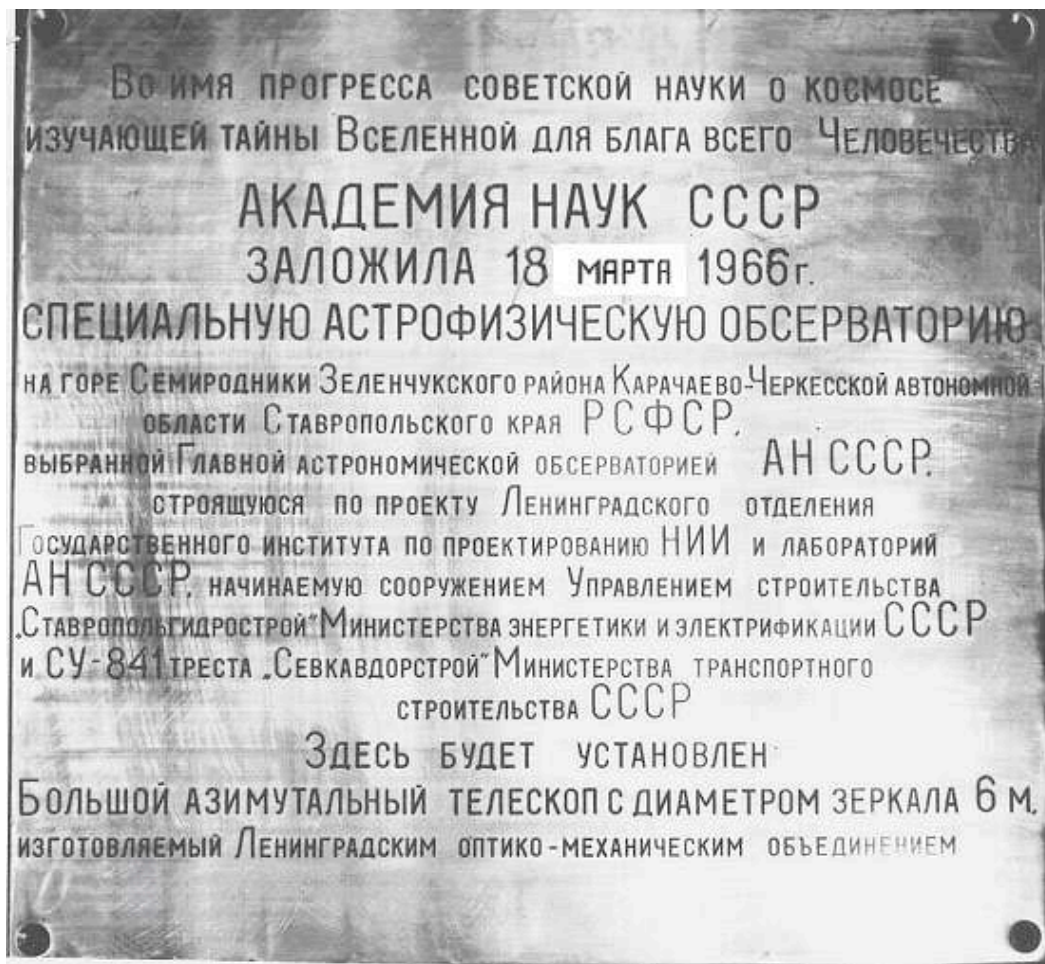 Во имя прогресса советской науки о космосе
изучающей тайны Вселенной для блага всего Человечества
АКАДЕМИЯ НАУК СССР
ЗАЛОЖИЛА 18 МАРТА 1966г.
СПЕЦИАЛЬНУЮ АСТРОФИЗИЧЕСКУЮ ОБСЕРВАТОРИЮ
на горе Семиродники Зеленчукского района Карачаево-Черкесской автономной
области Ставропольского края РСФСР,
выбранной Главной астрономической обсерваторией АН СССР,
строящуюся по проекту Ленинградского отделения
Государственного института по проектированию НИИ и лабораторий
АН СССР, начинаемую сооружением Управлением строительства
„Ставропольгидрострой" Министерства энергетики и электрификации СССР
и СУ-841 треста „Севкавдорстрой" Министерства транспортного
строительства СССР
Здесь будет установлен
Большой азимутальный телескоп с диаметром зеркала 6 м,
изготовляемый Ленинградским оптико-механическим объединением